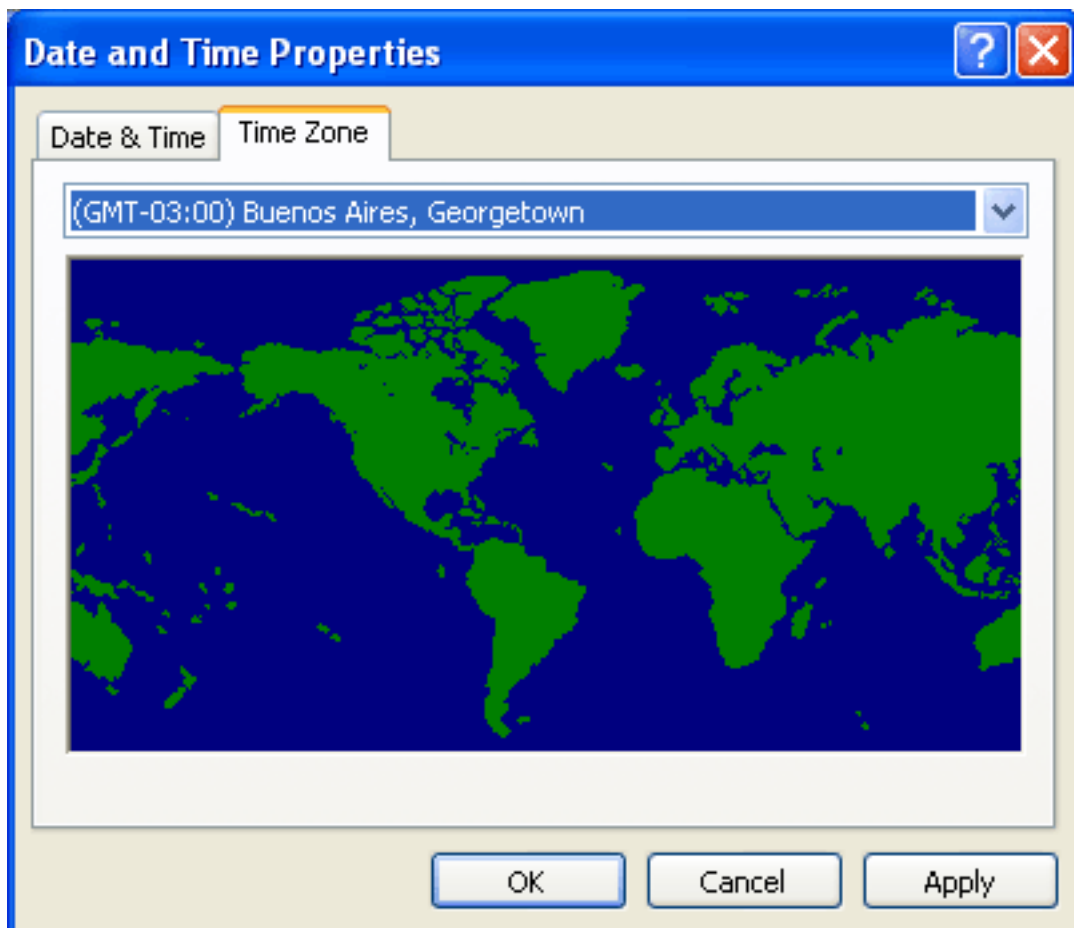 Date and Time Properties
Date & Time
Time Zone
(GMT-03:00) Buenos Aires, Georgetown
OK
Cancel
Apply